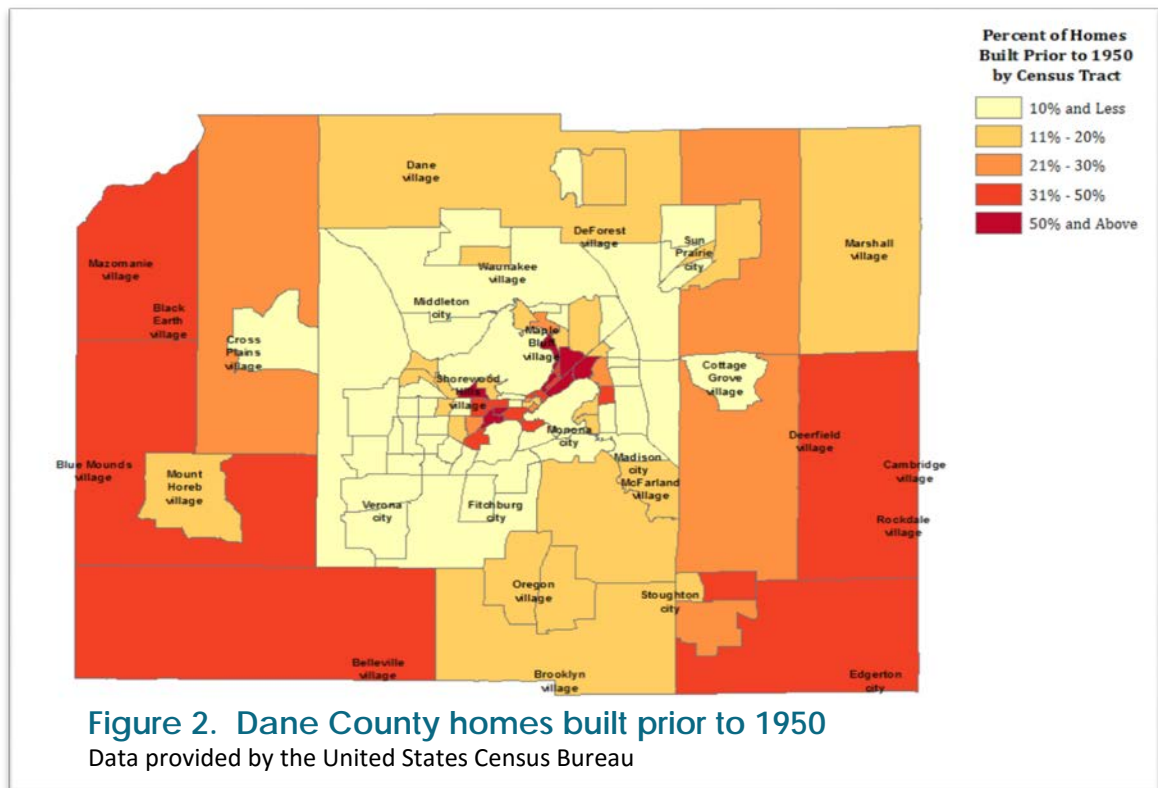 Percent of Homes
Built Prior to 1950
by Census Tract
10% and Less
11% - 20%
21% - 30%
31% - 50%
50% and Above
Dane
village
DeForest
village
Sun
Prairie
city
Marshall
village
Mazomanie
village
Waunakee
village
Black
Earth
village
Middleton
city
Cross
Plains
village
Maple
Bluff
village
Shorewood
Hills
village
Cottage
Grove
village
Monona
city
Deerfield
village
Blue Mounds
village
Mount
Horeb
village
Madison
city
McFarland
village
Cambridge
village
Verona
city
Fitchburg
city
Rockdale
village
Oregon
village
Stoughton
city
Belleville
village
Brooklyn
village
Edgerton
city
Figure 2. Dane County homes built prior to 1950
Data provided by the United States Census Bureau